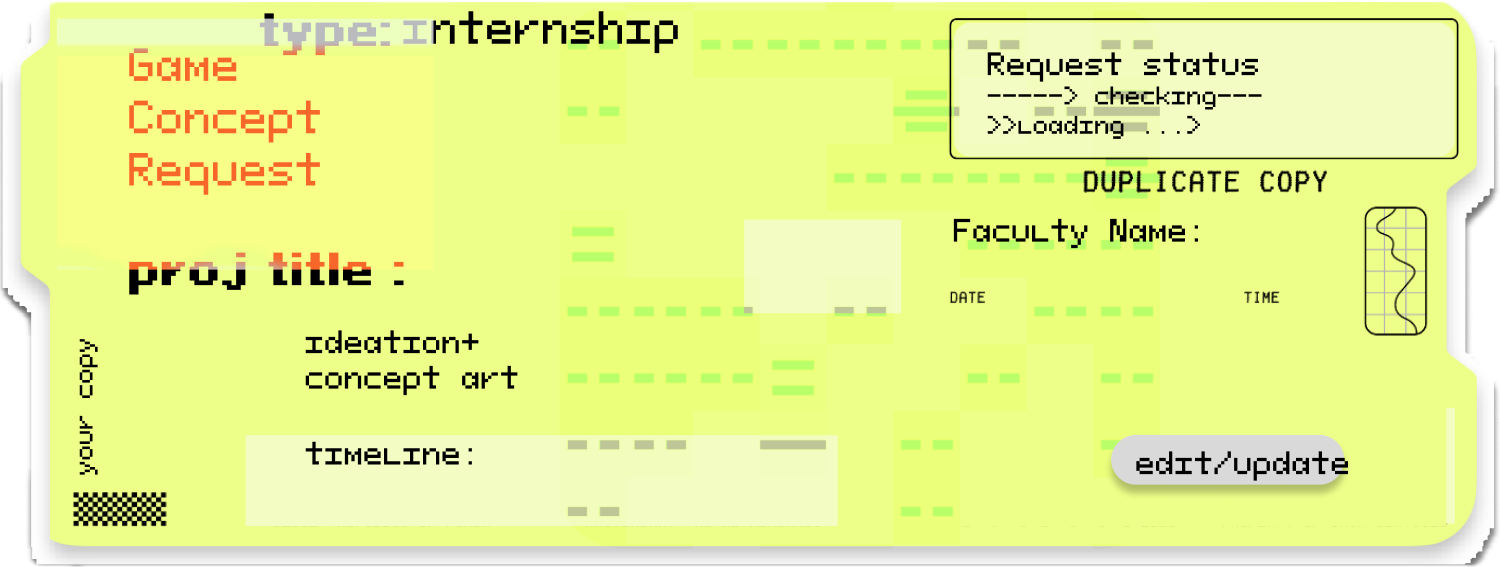 type: internship
Game
Concept
Request
proj title :
ideation+
concept art
timeline:
your copy
Request status
-----> checking---
>>Loading ...>
DUPLICATE COPY
Faculty Name:
DATE TIME
edit/update